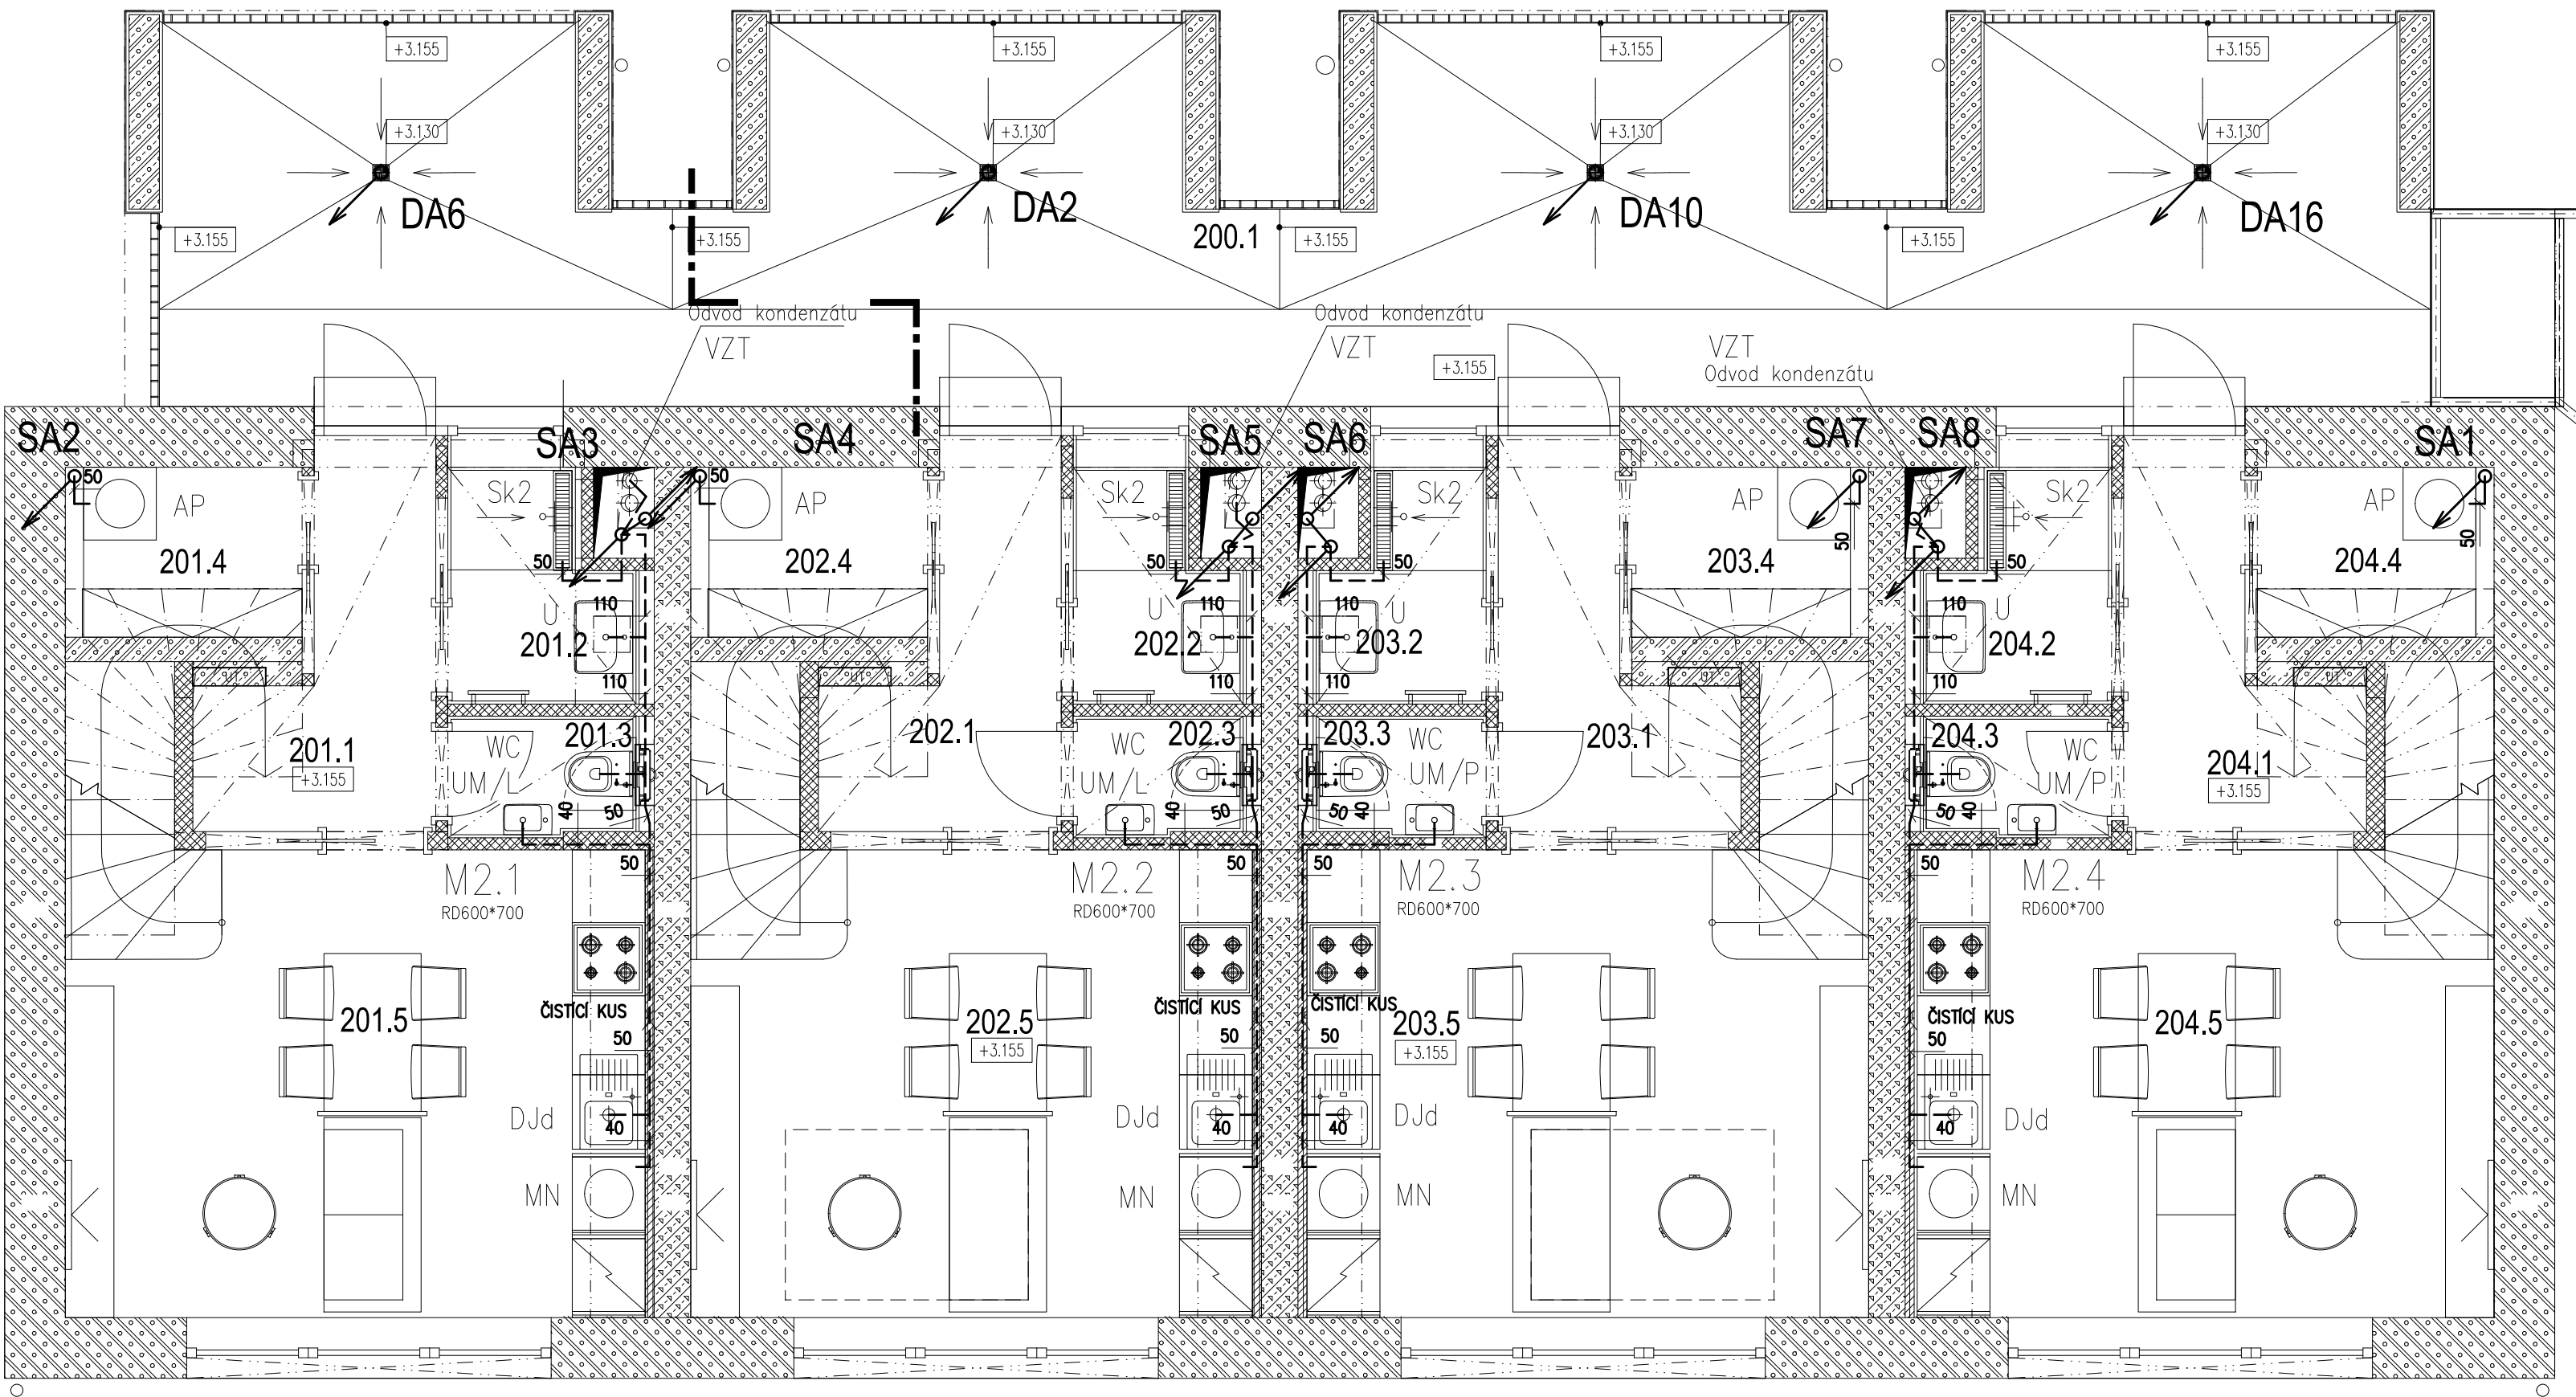 +3.155 +3.155 +3.155 +3.155
+3.130 +3.130 +3.130 +3.130
DA6 DA2 DA10 DA16
+3.155 +3.155 200.1 +3.155 +3.155
Odvod kondenzátu
VZT
Odvod kondenzátu
VZT
+3.155
VZT
Odvod kondenzátu
SA2 SA3 SA4 SA5 SA6 SA7 SA8 SA1
50 AP Sk2 50 AP Sk2 Sk2 AP Sk2 AP
50 50
201.4 50 202.4 50 50 203.4 50 204.4
110 U 110 U 110 U 110 U
201.2 202.2 203.2 204.2
110 110 110 110
UT UT UT UT
201.1 201.3 202.1 202.3 203.3 203.1 204.3 204.1
+3.155 +3.155
WC WC WC WC
UM/L UM/L UM/P UM/P
40 50 40 50 50 40 50 40
50 50 50 50
M2.1 M2.2 M2.3 M2.4
RD600*700 RD600*700 RD600*700 RD600*700
ČISTÍCÍ KUS ČISTÍCÍ KUS ČISTÍCÍ KUS ČISTÍCÍ KUS
201.5 202.5 203.5 204.5
50 50 50 50
+3.155 +3.155
DJd DJd DJd DJd
40 40 40 40
MN MN MN MN